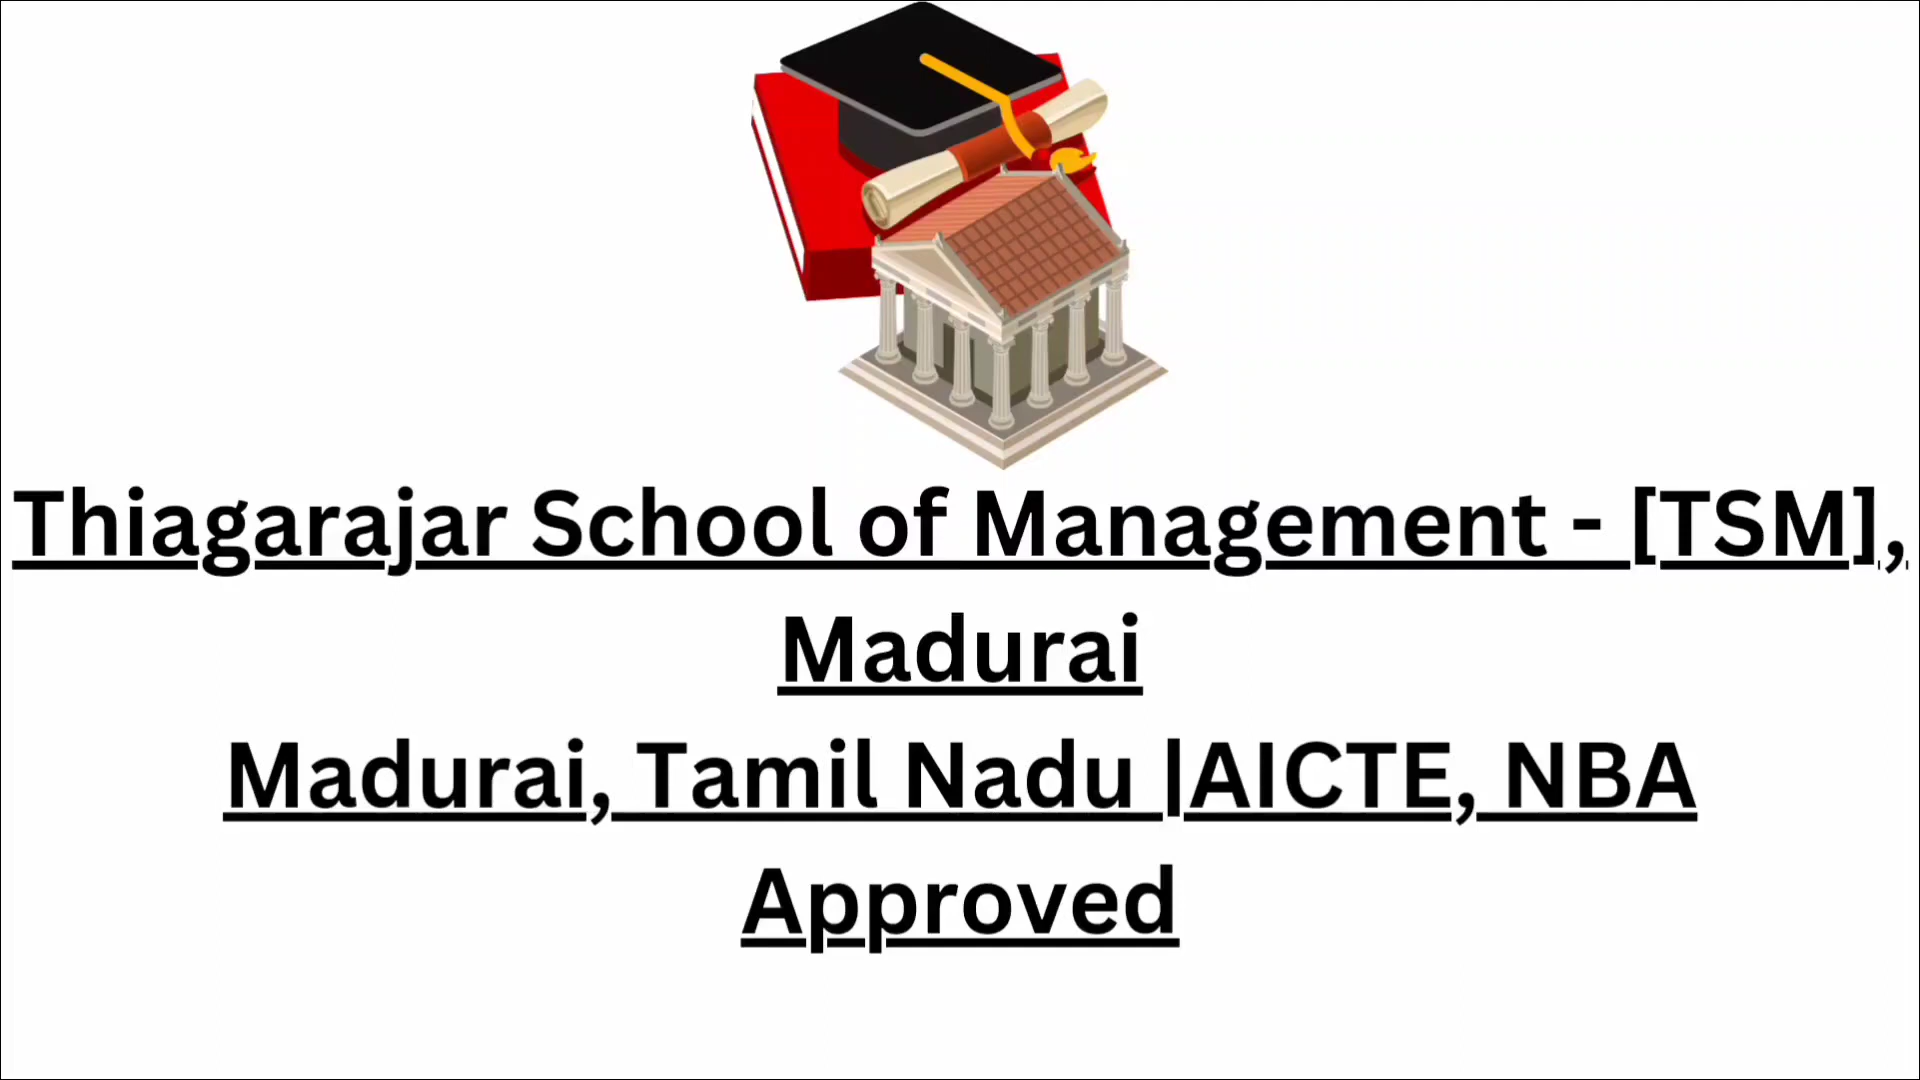 Thiagarajar School of Management - [TSM],
Madurai
Madurai, Tamil Nadu |AICTE, NBA
Approved